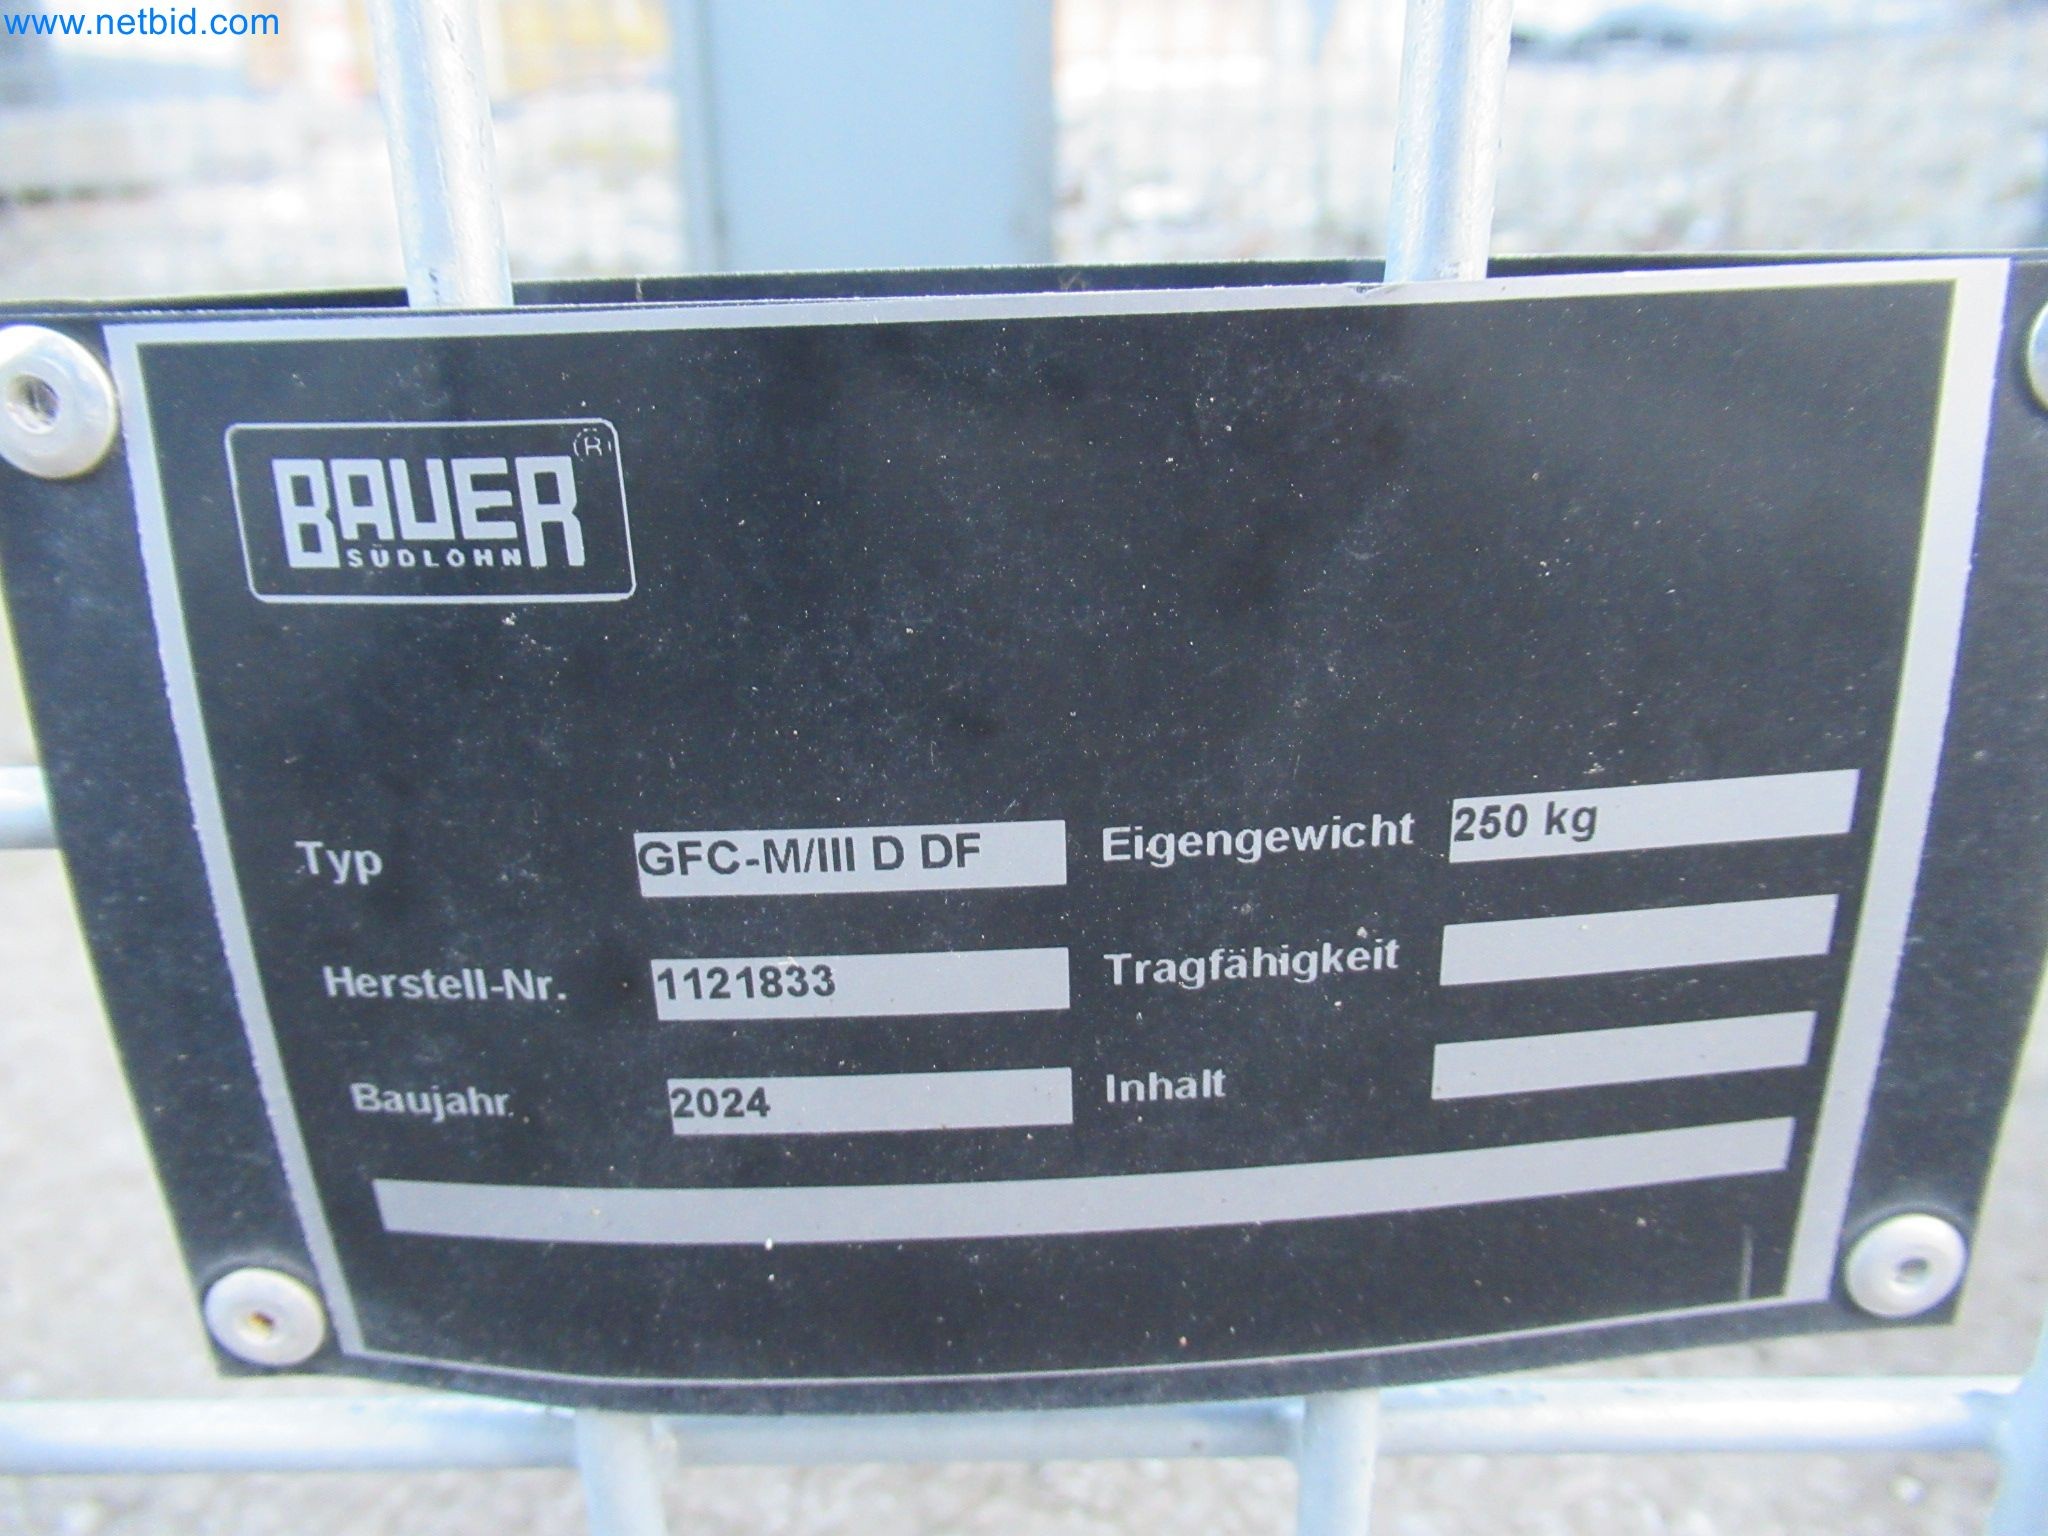 www.netbid.com
BAUER ®
SÜDLOHN
Typ GFC-M/III D DF Eigengewicht 250 kg
Herstell-Nr. 1121833 Tragfähigkeit
Baujahr 2024 Inhalt